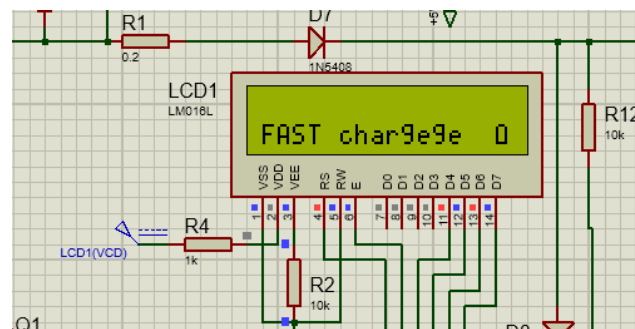 R1
0.2
D7
1N5408
+5
LCD1
LM016L
FAST char9e9e 0
VSS VDD VEE RS RW E D0 D1 D2 D3 D4 D5 D6 D7
1 2 3 4 5 6 7 8 9 10 11 12 13 14
R12
10k
R4
1k
LCD1(VCD)
R2
10k
Q1